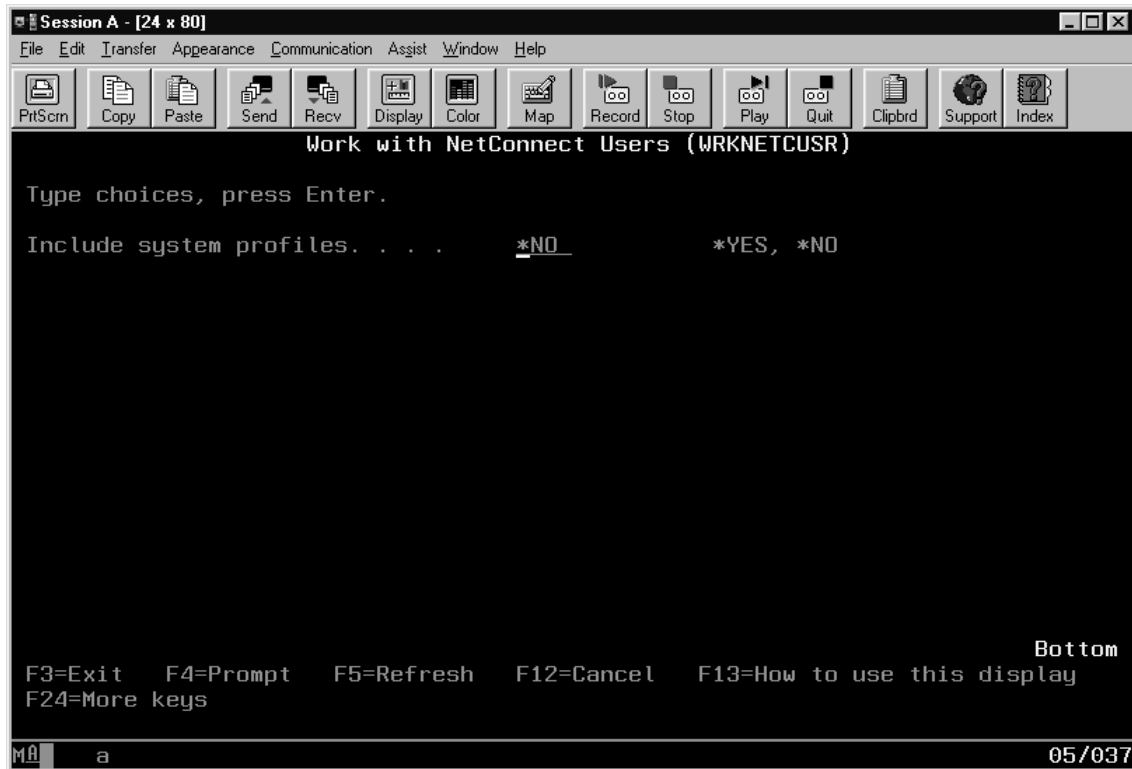 Session A - [24 x 80]
File Edit Transfer Appearance Communication Assist Window Help
PrtScrn Copy Paste Send Recv Display Color Map Record Stop Play Quit Clipbrd Support Index
Work with NetConnect Users (WRKNETCUSR)
Type choices, press Enter.
Include system profiles. . . . *NO *YES, *NO
Bottom
F3=Exit F4=Prompt F5=Refresh F12=Cancel F13=How to use this display
F24=More keys
MA a 05/037